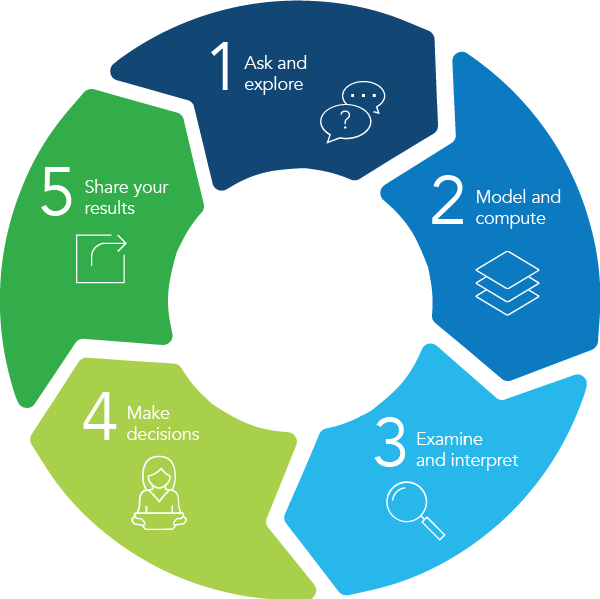 1 Ask and
explore
?
2 Model and
compute
3 Examine
and interpret
4 Make
decisions
5 Share your
results